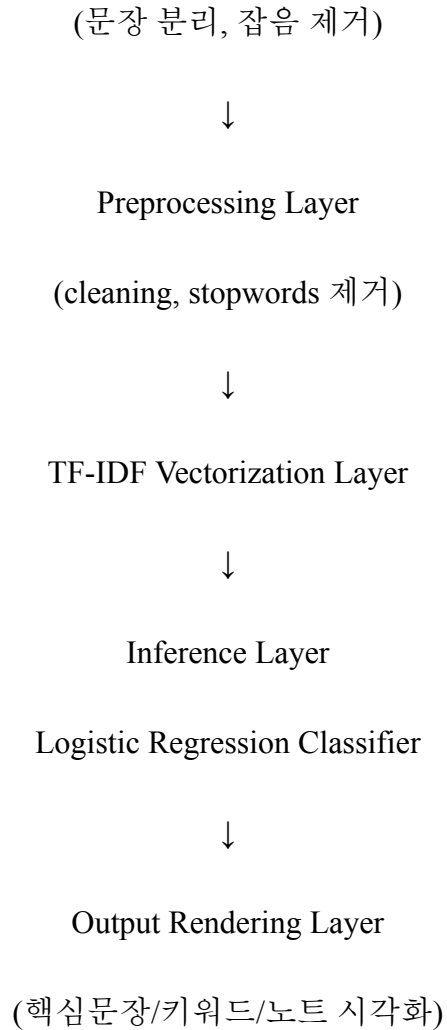 (문장 분리, 잡음 제거)
↓
Preprocessing Layer
(cleaning, stopwords 제거)
↓
TF-IDF Vectorization Layer
↓
Inference Layer
Logistic Regression Classifier
↓
Output Rendering Layer
(핵심문장/키워드/노트 시각화)